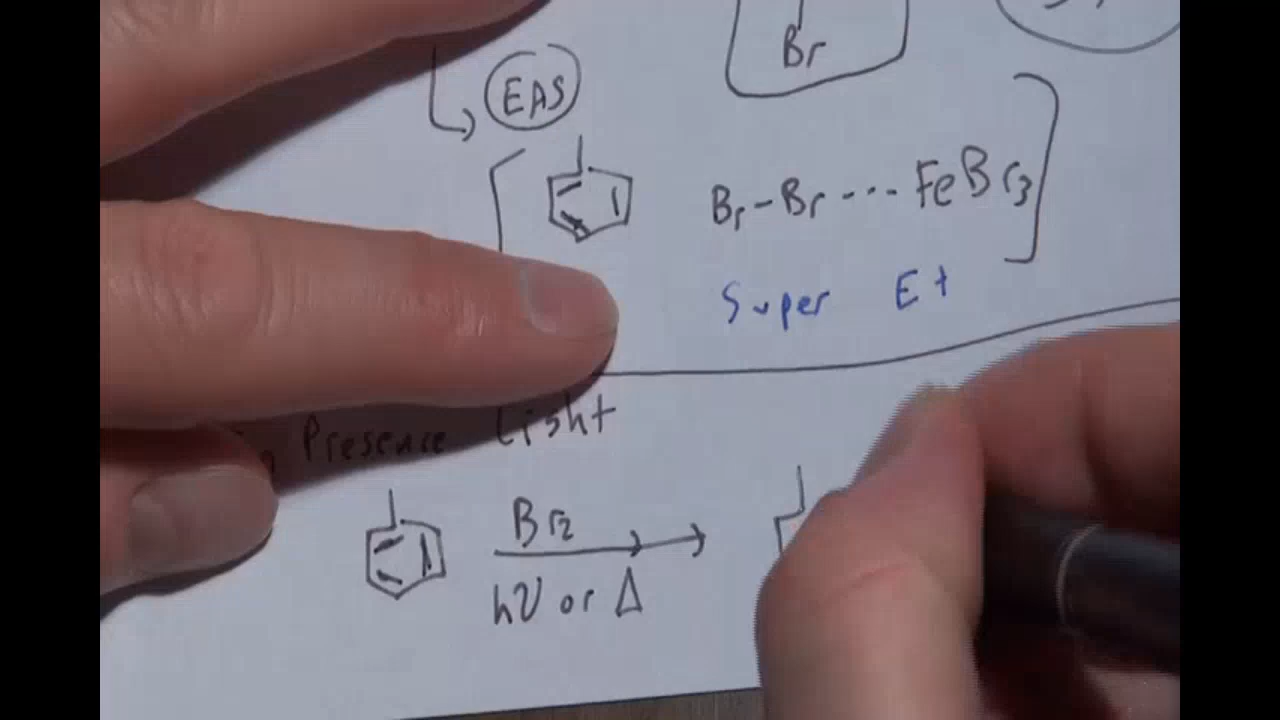 Br
EAS
Br-Br---FeBr3
Super E+
Presence Light
Br2
hν or Δ